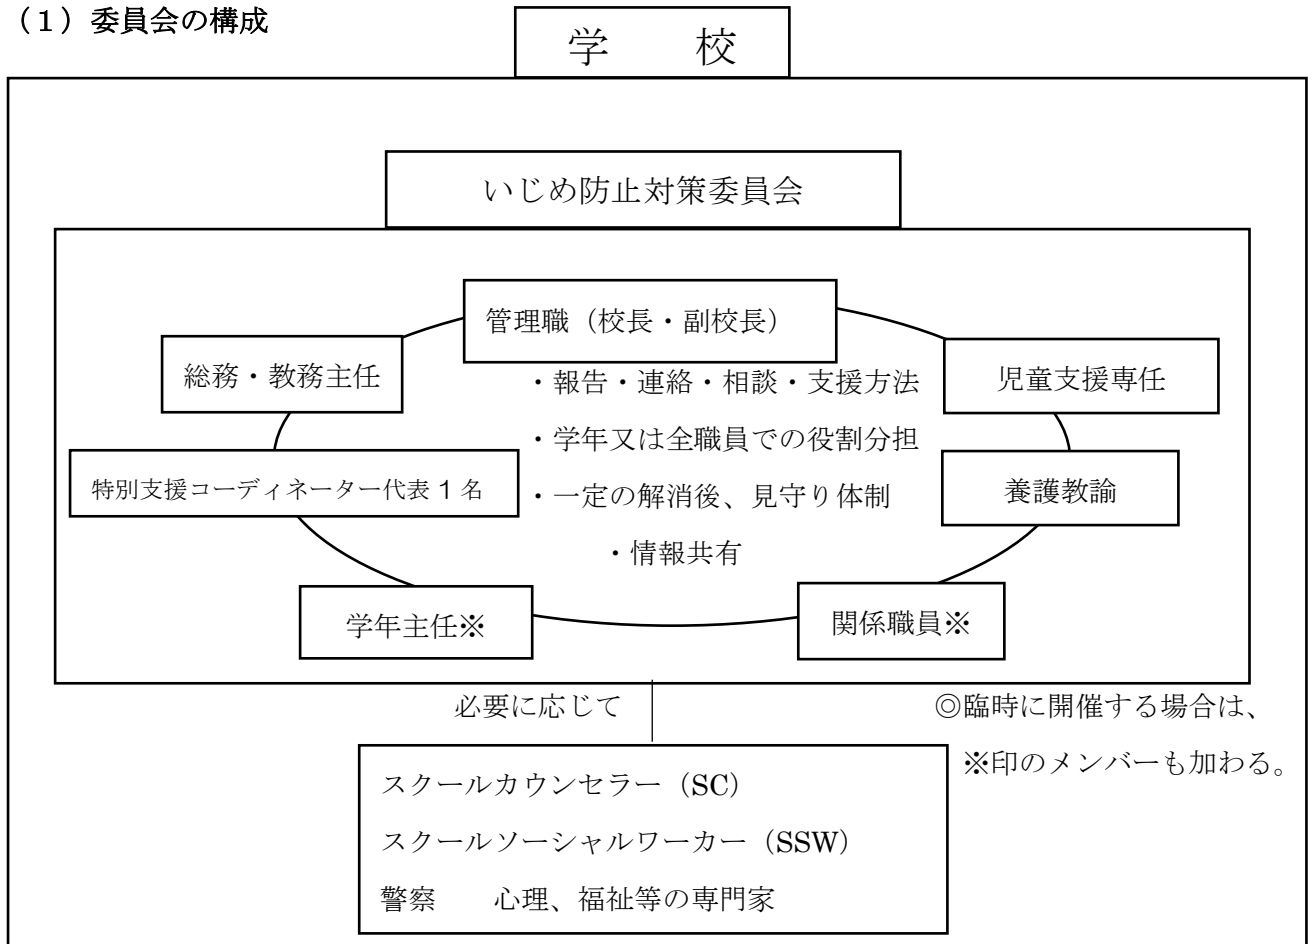 （１）委員会の構成
学　　校
いじめ防止対策委員会
管理職（校長・副校長）
総務・教務主任
児童支援専任
・報告・連絡・相談・支援方法
・学年又は全職員での役割分担
特別支援コーディネーター代表 1 名
・一定の解消後、見守り体制
養護教諭
・情報共有
学年主任※
関係職員※
必要に応じて
◎臨時に開催する場合は、
※印のメンバーも加わる。
スクールカウンセラー（SC）
スクールソーシャルワーカー（SSW）
警察　　心理、福祉等の専門家